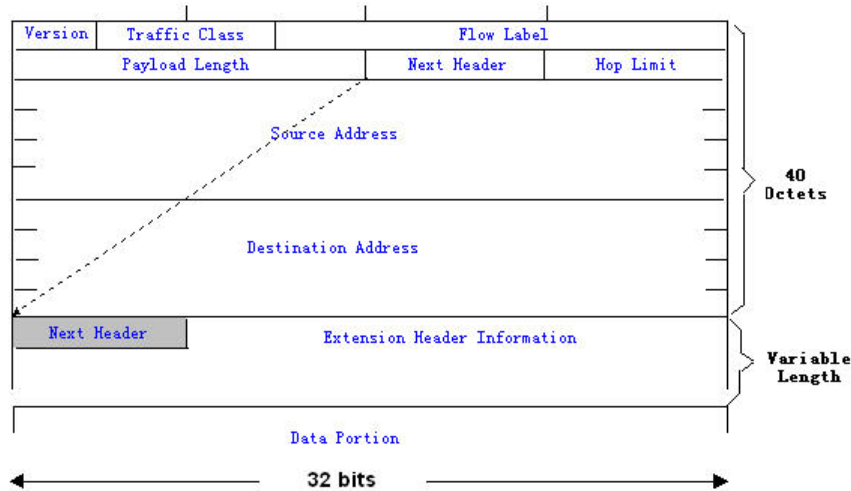 Version Traffic Class Flow Label
Payload Length Next Header Hop Limit
Source Address
40
Octets
Destination Address
Next Header Extension Header Information
Variable
Length
Data Portion
32 bits